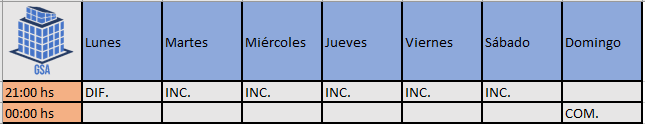 GSA Lunes Martes Miércoles Jueves Viernes Sábado Domingo
21:00 hs DIF. INC. INC. INC. INC. INC.
00:00 hs COM.